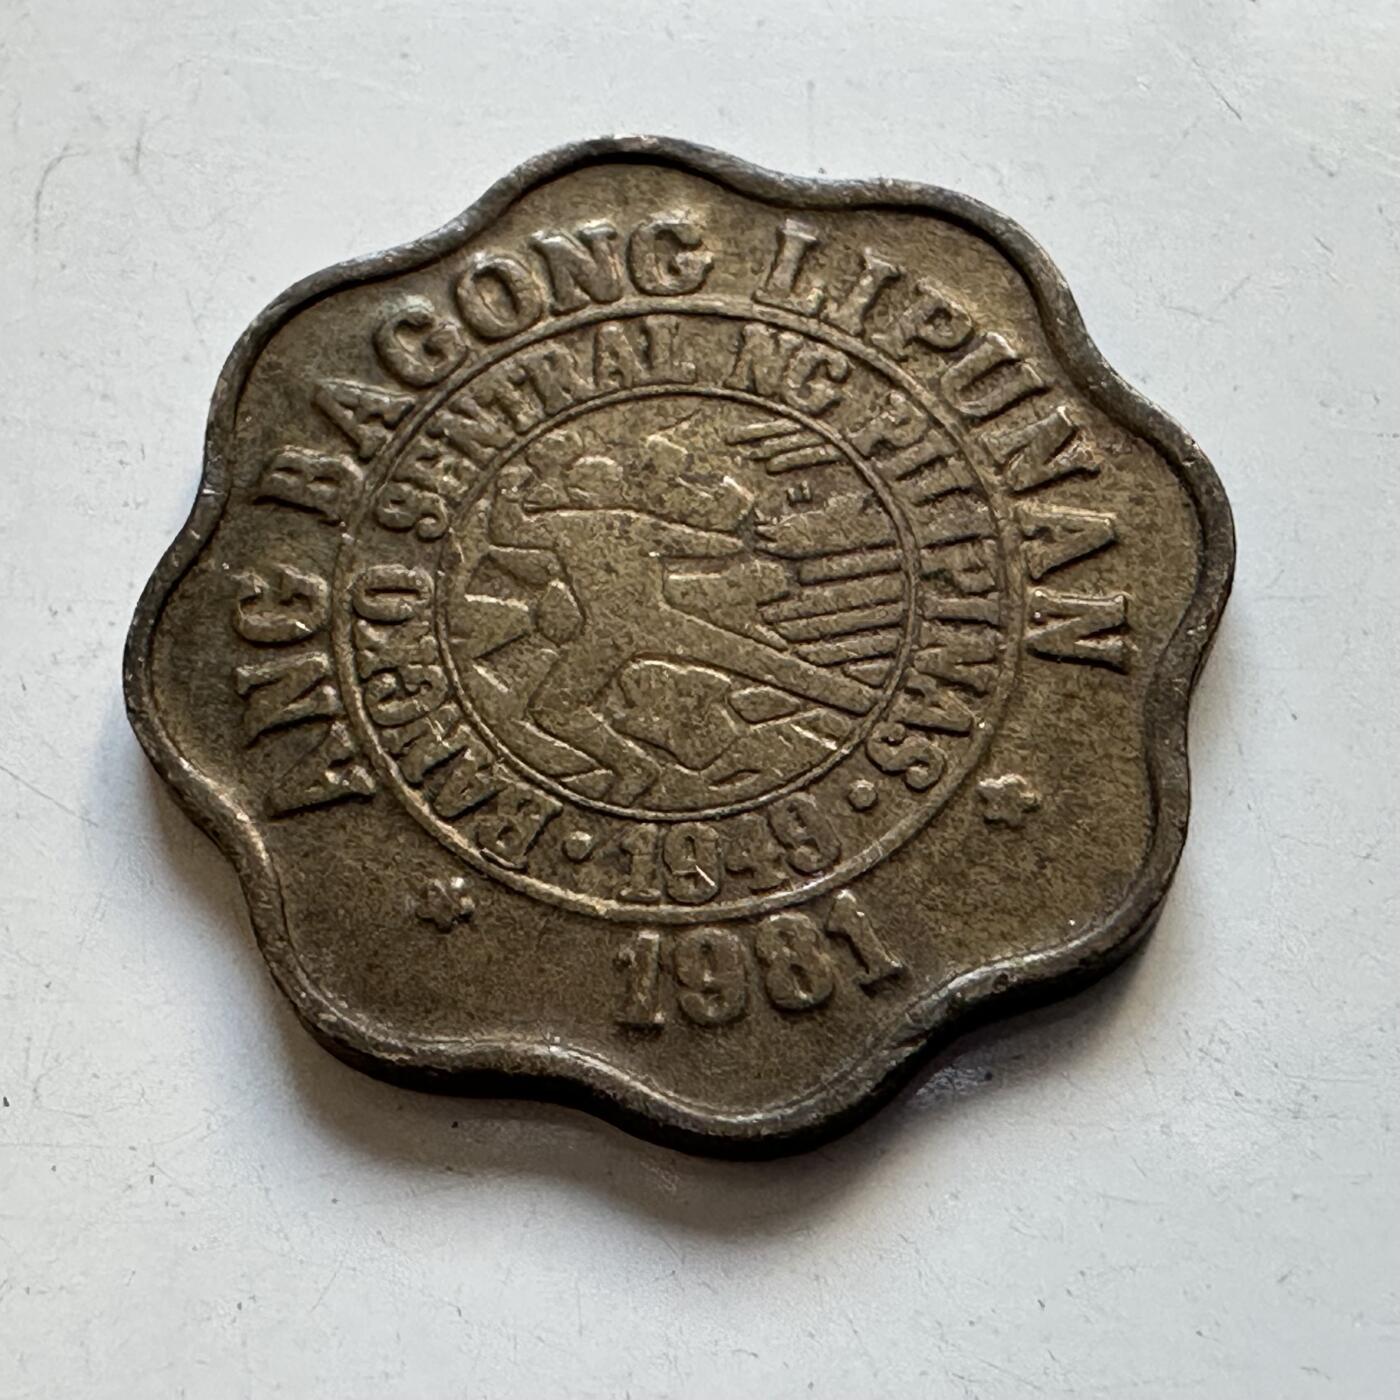 ANG BAGONG LIPUNAN
BANGKO SENTRAL NG PILIPINAS
1949
1981